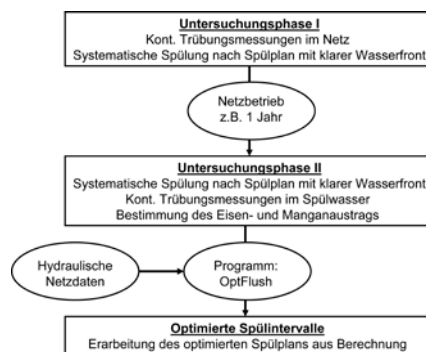 Untersuchungsphase I
Kont. Trübungsmessungen im Netz
Systematische Spülung nach Spülplan mit klarer Wasserfront
Netzbetrieb
z.B. 1 Jahr
Untersuchungsphase II
Systematische Spülung nach Spülplan mit klarer Wasserfront
Kont. Trübungsmessungen im Spülwasser
Bestimmung des Eisen- und Manganaustrags
Hydraulische
Netzdaten
Programm:
OptFlush
Optimierte Spülintervalle
Erarbeitung des optimierten Spülplans aus Berechnung